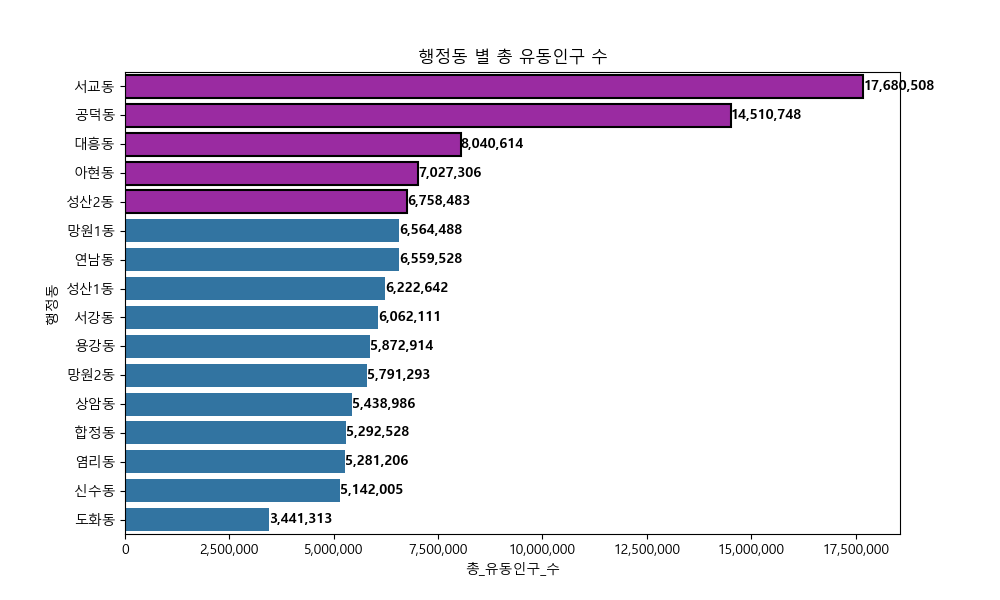 행정동 별 총 유동인구 수
행정동
서교동 17,680,508
공덕동 14,510,748
대흥동 8,040,614
아현동 7,027,306
성산2동 6,758,483
망원1동 6,564,488
연남동 6,559,528
성산1동 6,222,642
서강동 6,062,111
용강동 5,872,914
망원2동 5,791,293
상암동 5,438,986
합정동 5,292,528
염리동 5,281,206
신수동 5,142,005
도화동 3,441,313
0 2,500,000 5,000,000 7,500,000 10,000,000 12,500,000 15,000,000 17,500,000
총_유동인구_수